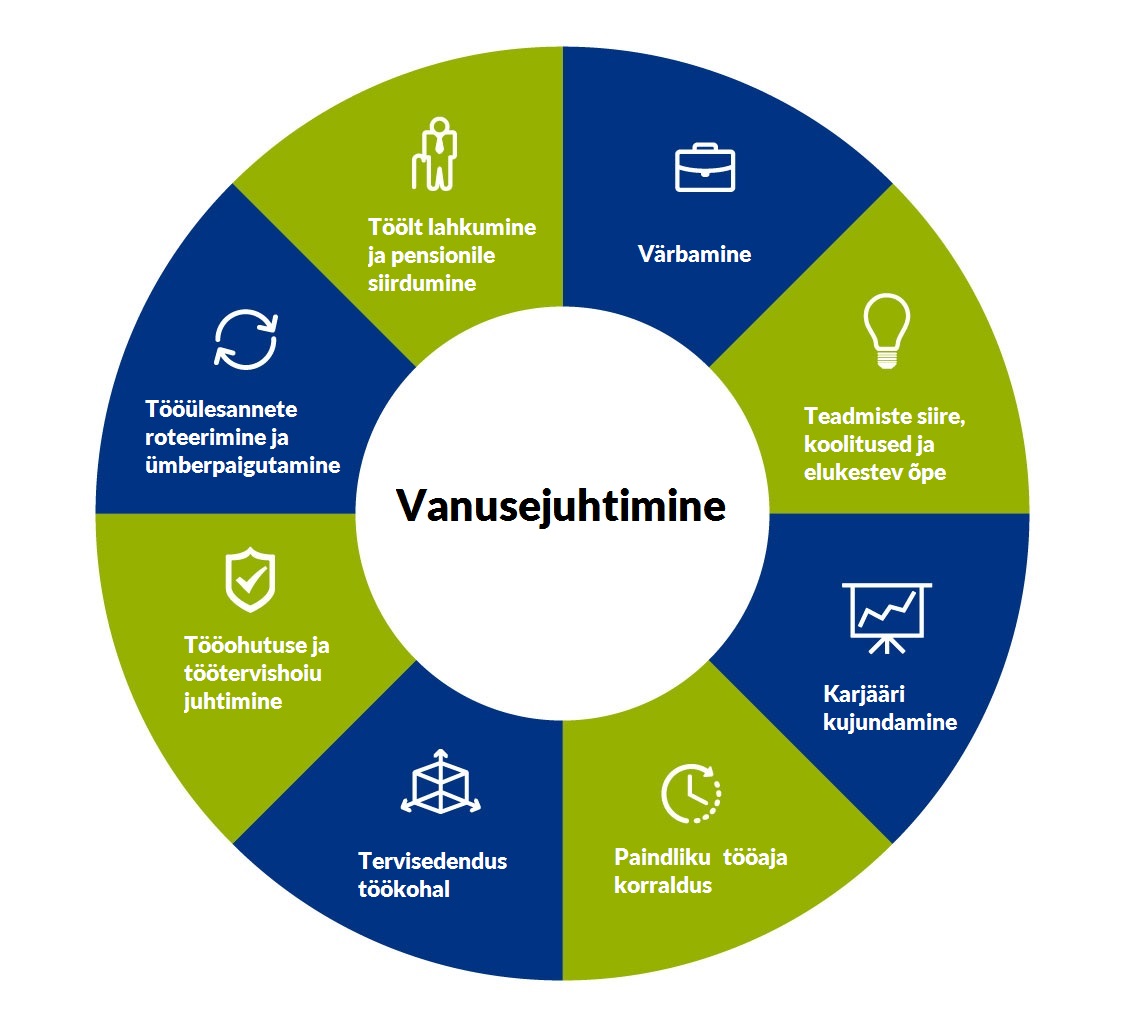 Vanusejuhtimine
Värbamine
Teadmiste siire,
koolitused ja
elukestev õpe
Karjääri
kujundamine
Paindliku  tööaja
korraldus
Tervisedendus
töökohal
Tööohutuse ja
töötervishoiu
juhtimine
Tööülesannete
roteerimine ja
ümberpaigutamine
Töölt lahkumine
ja pensionile
siirdumine